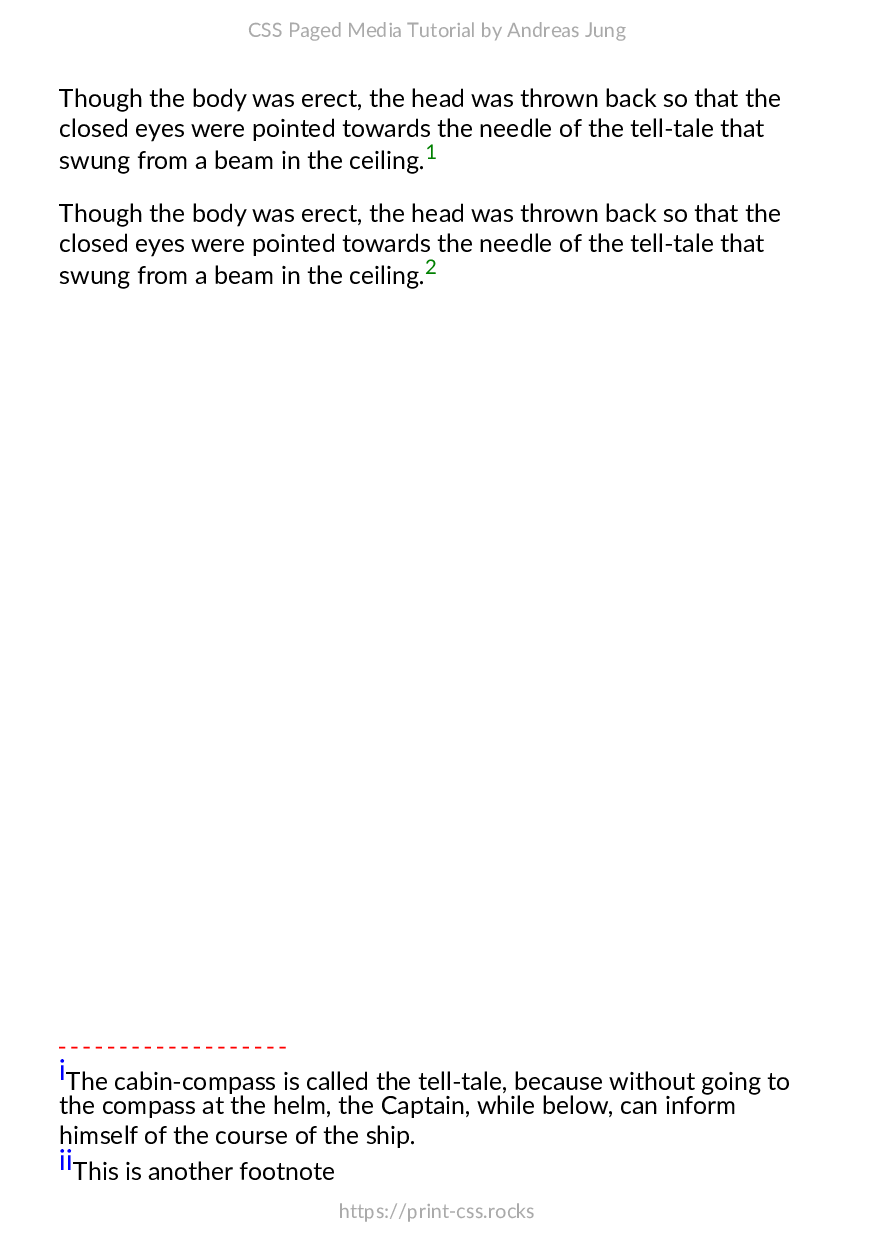 CSS Paged Media Tutorial by Andreas Jung
Though the body was erect, the head was thrown back so that the
closed eyes were pointed towards the needle of the tell-tale that
swung from a beam in the ceiling.1
Though the body was erect, the head was thrown back so that the
closed eyes were pointed towards the needle of the tell-tale that
swung from a beam in the ceiling.2
iThe cabin-compass is called the tell-tale, because without going to
the compass at the helm, the Captain, while below, can inform
himself of the course of the ship.
iiThis is another footnote
https://print-css.rocks